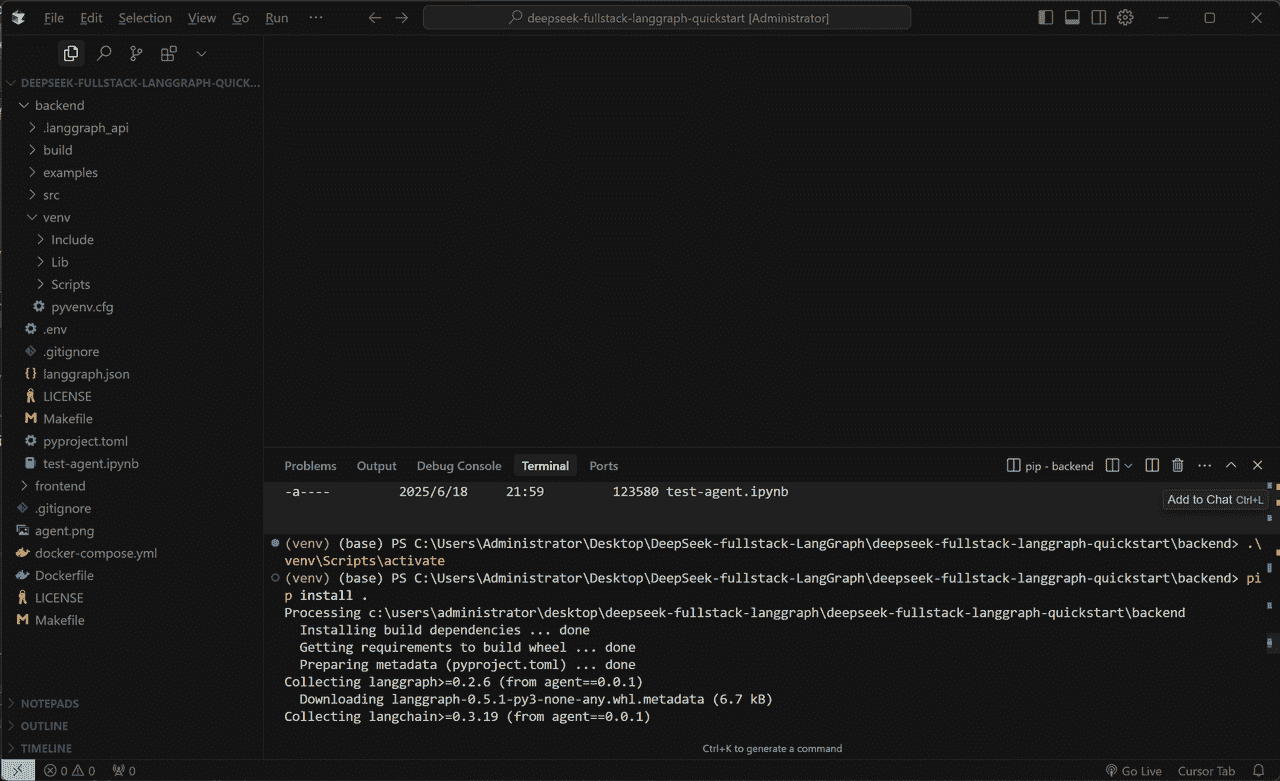 File Edit Selection View Go Run ··· deepseek-fullstack-langgraph-quickstart [Administrator]
DEEPSEEK-FULLSTACK-LANGGRAPH-QUICK...
backend
.langgraph_api
build
examples
src
venv
Include
Lib
Scripts
pyvenv.cfg
.env
.gitignore
langgraph.json
LICENSE
Makefile
pyproject.toml
test-agent.ipynb
frontend
.gitignore
agent.png
docker-compose.yml
Dockerfile
LICENSE
Makefile
NOTEPADS
OUTLINE
TIMELINE
Problems Output Debug Console Terminal Ports pip - backend
-a---- 2025/6/18 21:59 123580 test-agent.ipynb
Add to Chat Ctrl+L
(venv) (base) PS C:\Users\Administrator\Desktop\DeepSeek-fullstack-LangGraph\deepseek-fullstack-langgraph-quickstart\backend> .\
venv\Scripts\activate
(venv) (base) PS C:\Users\Administrator\Desktop\DeepSeek-fullstack-LangGraph\deepseek-fullstack-langgraph-quickstart\backend> pi
p install .
Processing c:\users\administrator\desktop\deepseek-fullstack-langgraph\deepseek-fullstack-langgraph-quickstart\backend
Installing build dependencies ... done
Getting requirements to build wheel ... done
Preparing metadata (pyproject.toml) ... done
Collecting langgraph>=0.2.6 (from agent==0.0.1)
Downloading langgraph-0.5.1-py3-none-any.whl.metadata (6.7 kB)
Collecting langchain>=0.3.19 (from agent==0.0.1)
Ctrl+K to generate a command
0 0 0 Go Live Cursor Tab